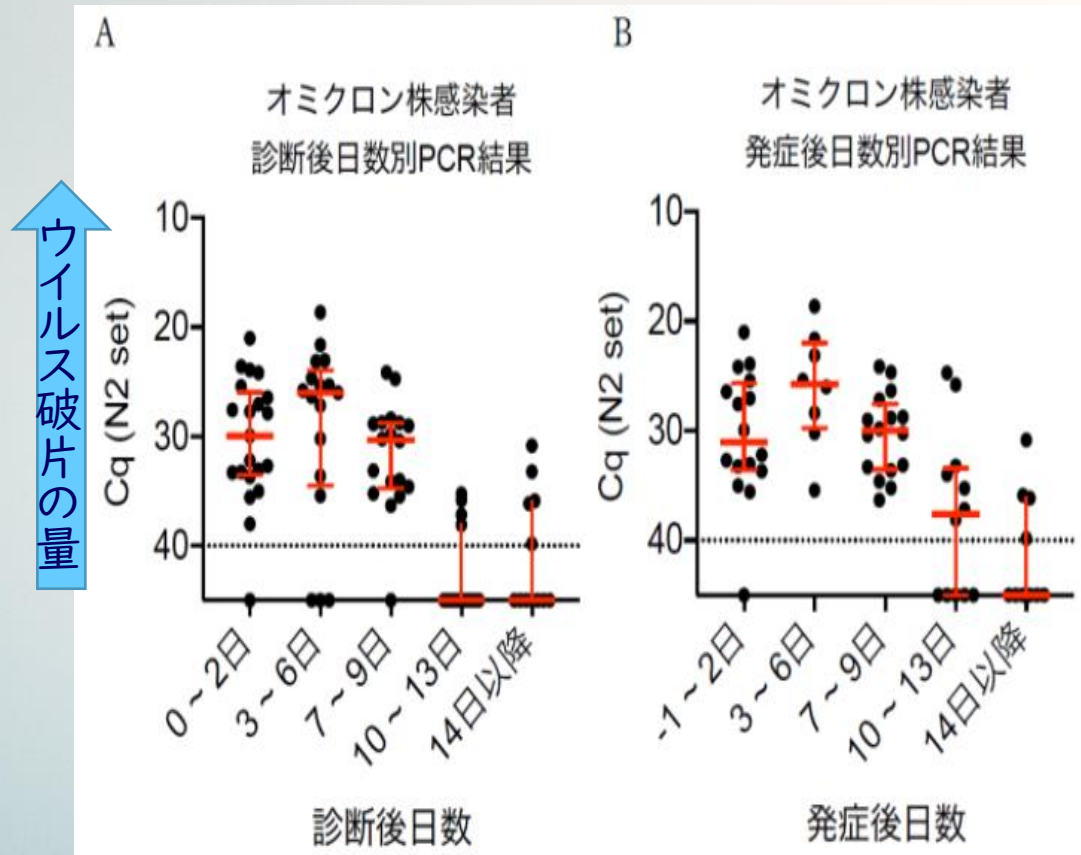 ウイルス破片の量
A
オミクロン株感染者
診断後日数別PCR結果
Cq (N2 set)
10
20
30
40
0～2日
3～6日
7～9日
10～13日
14日以降
診断後日数
B
オミクロン株感染者
発症後日数別PCR結果
Cq (N2 set)
10
20
30
40
-1～2日
3～6日
7～9日
10～13日
14日以降
発症後日数